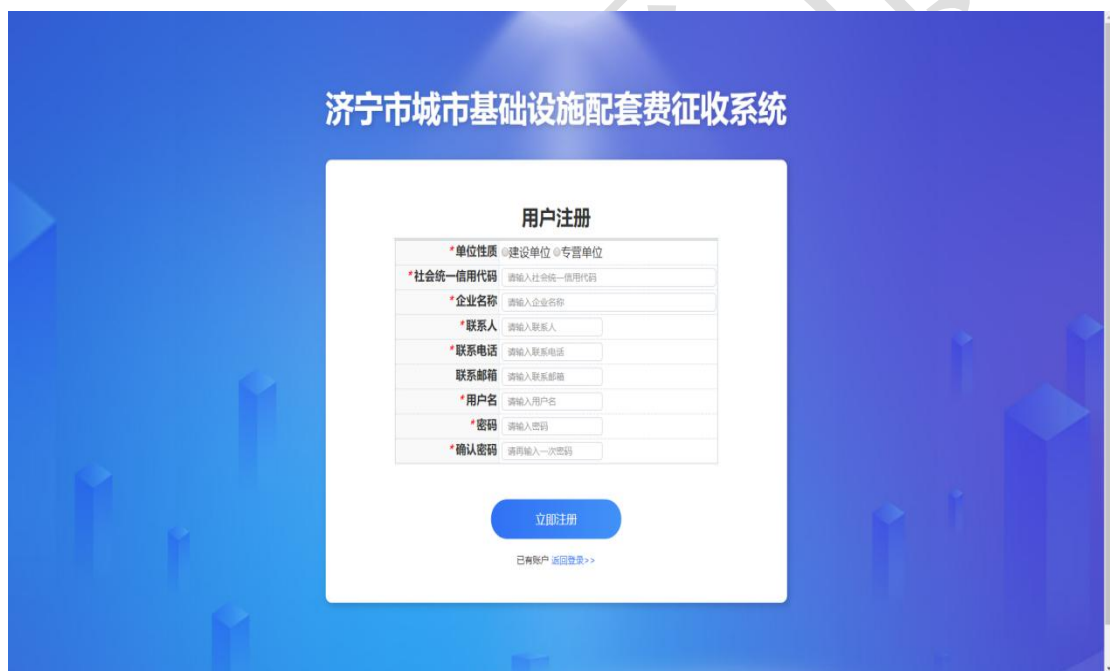 济宁市城市基础设施配套费征收系统
用户注册
*单位性质 建设单位 专营单位
*社会统一信用代码 请输入社会统一信用代码
*企业名称 请输入企业名称
*联系人 请输入联系人
*联系电话 请输入联系电话
联系邮箱 请输入联系邮箱
*用户名 请输入用户名
*密码 请输入密码
*确认密码 请再输入一次密码
立即注册
已有账户 返回登录>>